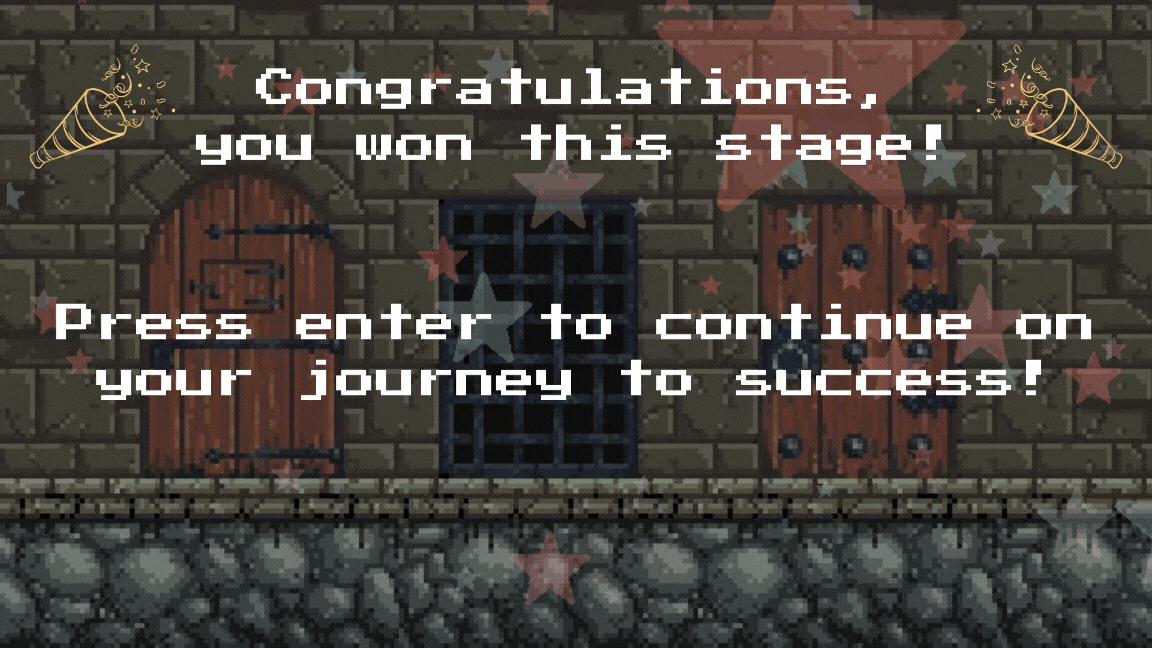 Congratulations,
you won this stage!
Press enter to continue on
your journey to success!